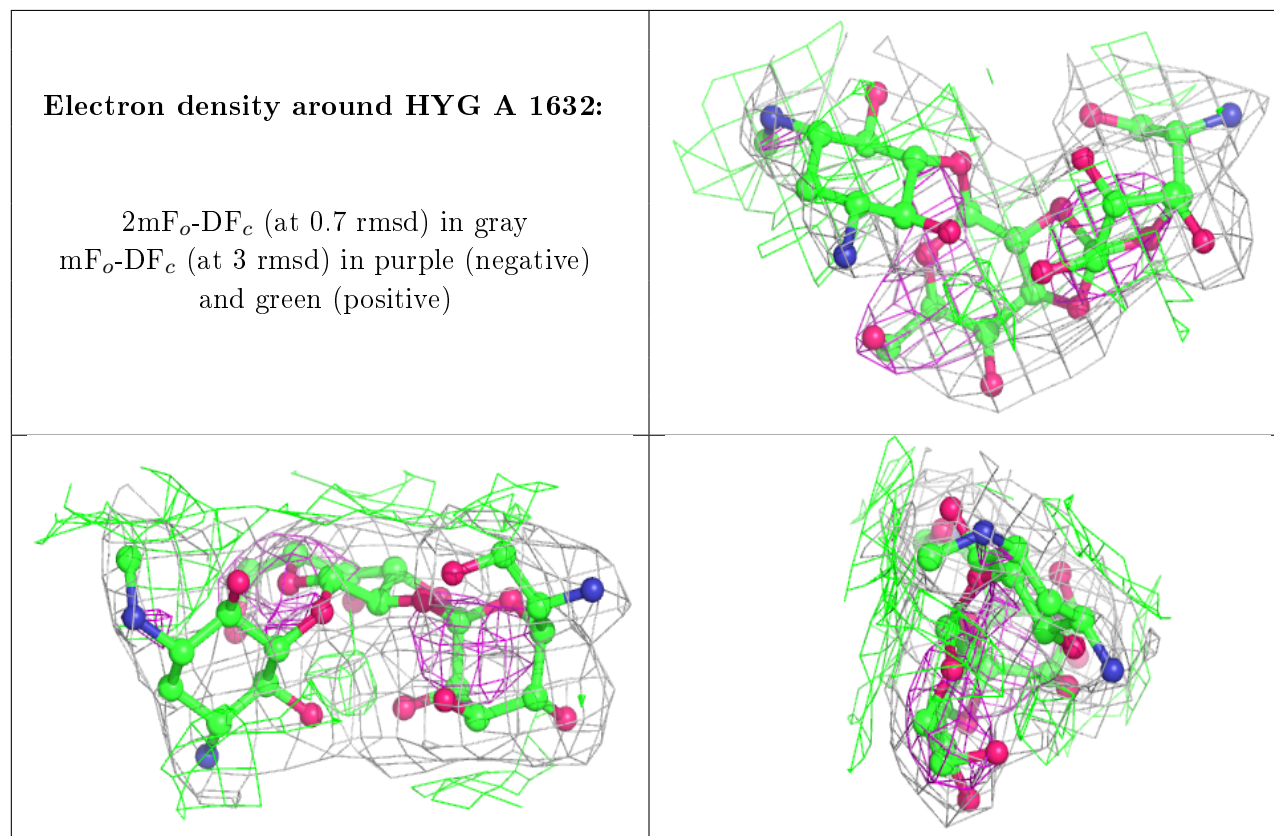 Electron density around HYG A 1632:
2mFₒ-DF𝒸 (at 0.7 rmsd) in gray
mFₒ-DF𝒸 (at 3 rmsd) in purple (negative)
and green (positive)